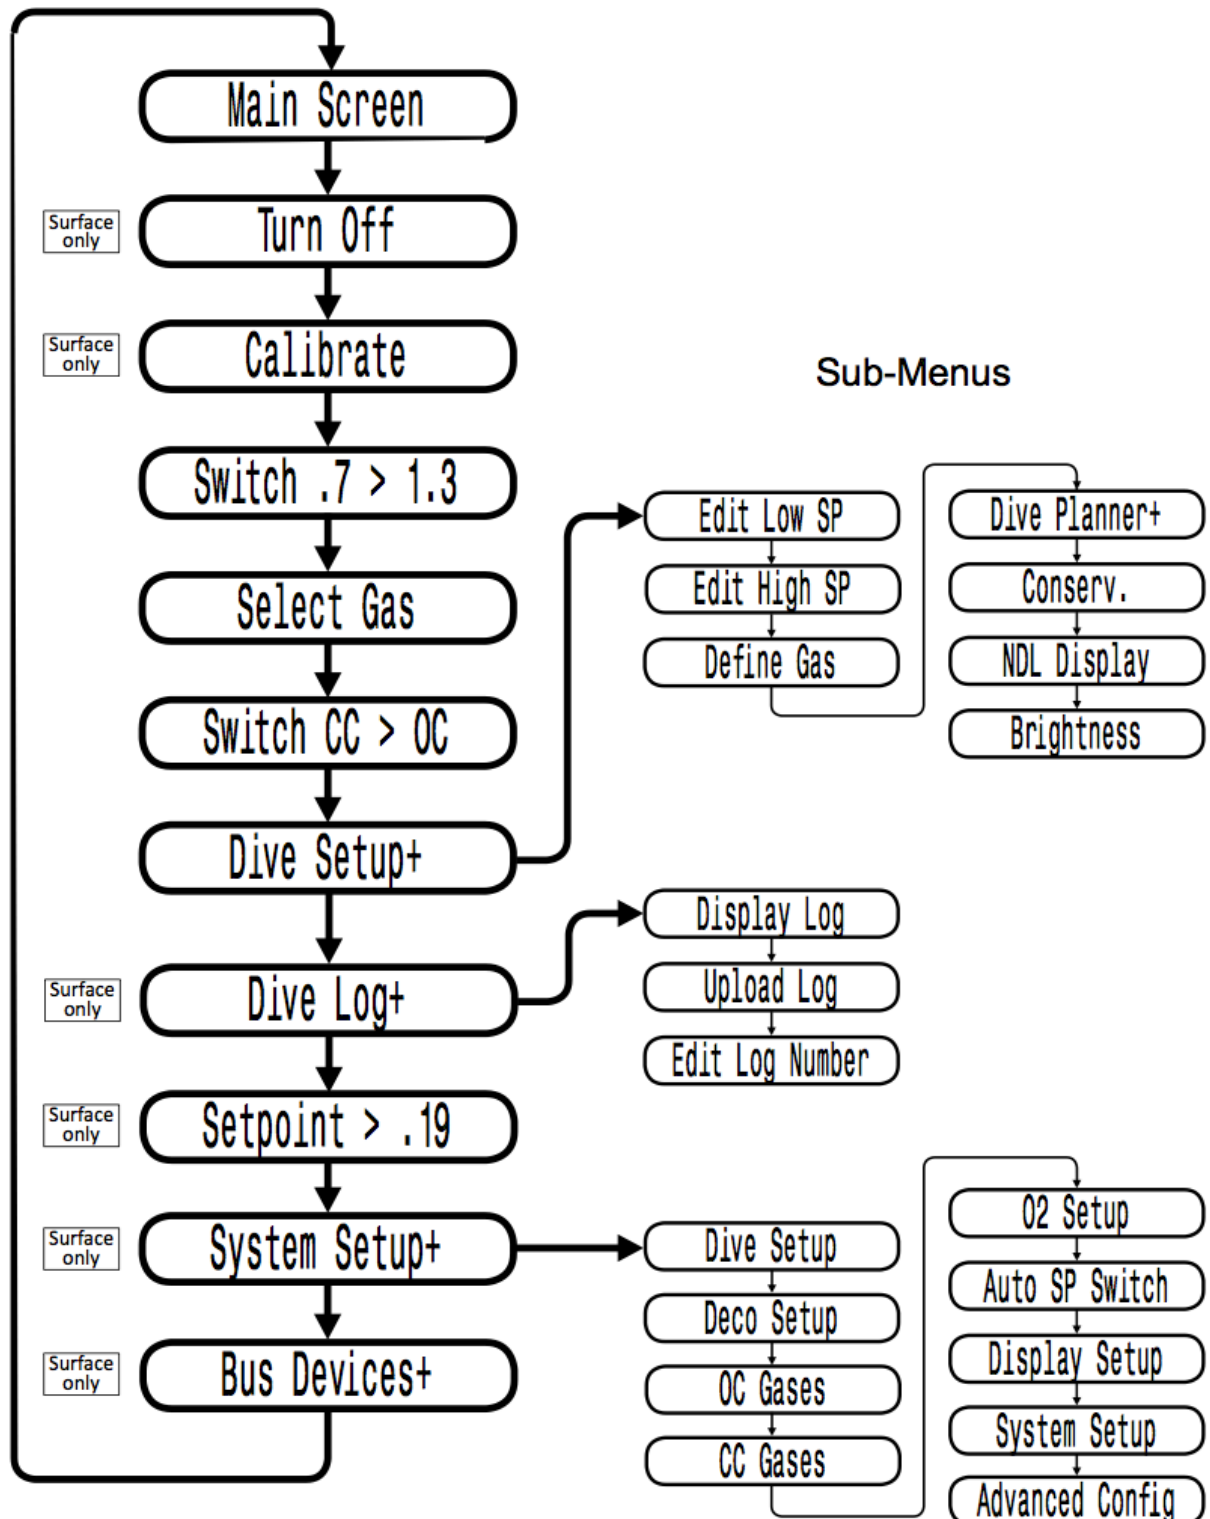 Main Screen
Surface
only
Turn Off
Surface
only
Calibrate
Switch .7 > 1.3
Select Gas
Switch CC > OC
Dive Setup+
Surface
only
Dive Log+
Surface
only
Setpoint > .19
Surface
only
System Setup+
Surface
only
Bus Devices+
Sub-Menus
Edit Low SP
Edit High SP
Define Gas
Dive Planner+
Conserv.
NDL Display
Brightness
Display Log
Upload Log
Edit Log Number
Dive Setup
Deco Setup
OC Gases
CC Gases
O2 Setup
Auto SP Switch
Display Setup
System Setup
Advanced Config